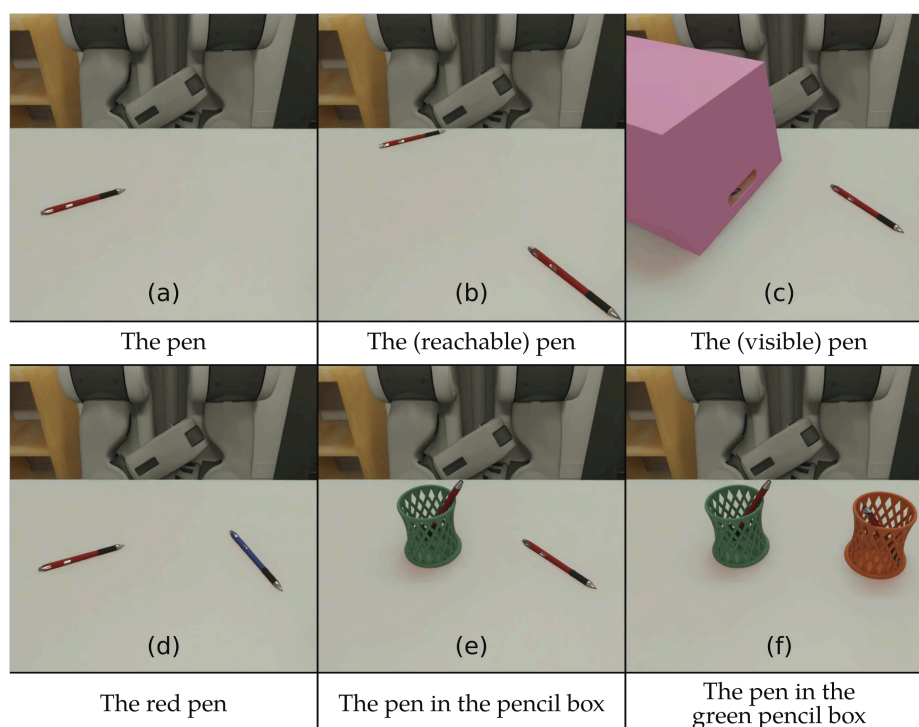 (a)
(b)
(c)
The pen
The (reachable) pen
The (visible) pen
(d)
(e)
(f)
The red pen
The pen in the pencil box
The pen in the
green pencil box